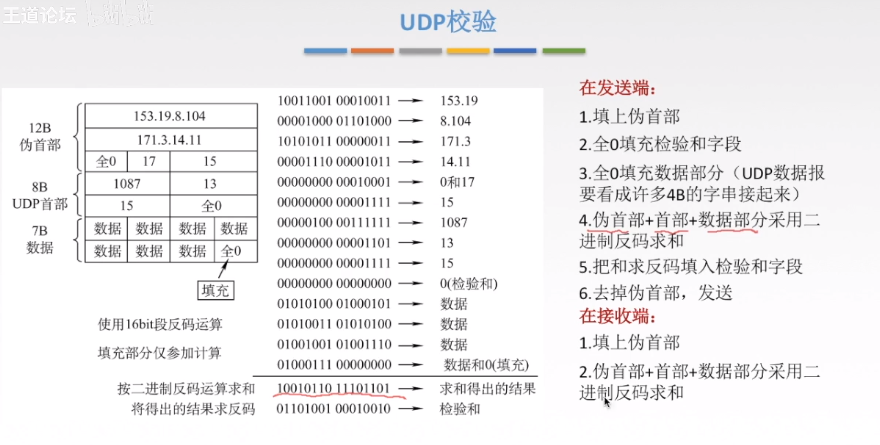 王道论坛
UDP校验
12B
伪首部
153.19.8.104
171.3.14.11
全0 17 15
8B
UDP首部
1087 13
15 全0
7B
数据
数据 数据 数据 数据
数据 数据 数据 全0
填充
使用16bit段反码运算
填充部分仅参加计算
10011001 00010011 → 153.19
00001000 01101000 → 8.104
10101011 00000011 → 171.3
00001110 00001011 → 14.11
00000000 00010001 → 0和17
00000000 00001111 → 15
00000100 00111111 → 1087
00000000 00001101 → 13
00000000 00001111 → 15
00000000 00000000 → 0(检验和)
01010100 01000101 → 数据
01010011 01010100 → 数据
01001001 01001110 → 数据
01000111 00000000 → 数据和0(填充)
按二进制反码运算求和 10010110 11101101 → 求和得出的结果
将得出的结果求反码 01101001 00010010 → 检验和
在发送端:
1.填上伪首部
2.全0填充检验和字段
3.全0填充数据部分（UDP数据报
要看成许多4B的字串接起来）
4.伪首部+首部+数据部分采用二
进制反码求和
5.把和求反码填入检验和字段
6.去掉伪首部，发送
在接收端:
1.填上伪首部
2.伪首部+首部+数据部分采用二
进制反码求和